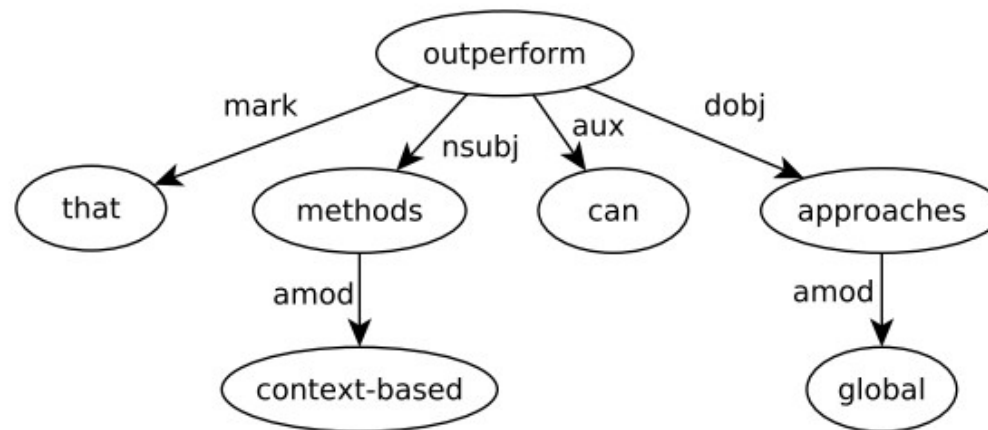 outperform
mark
nsubj
aux
dobj
that
methods
can
approaches
amod
amod
context-based
global